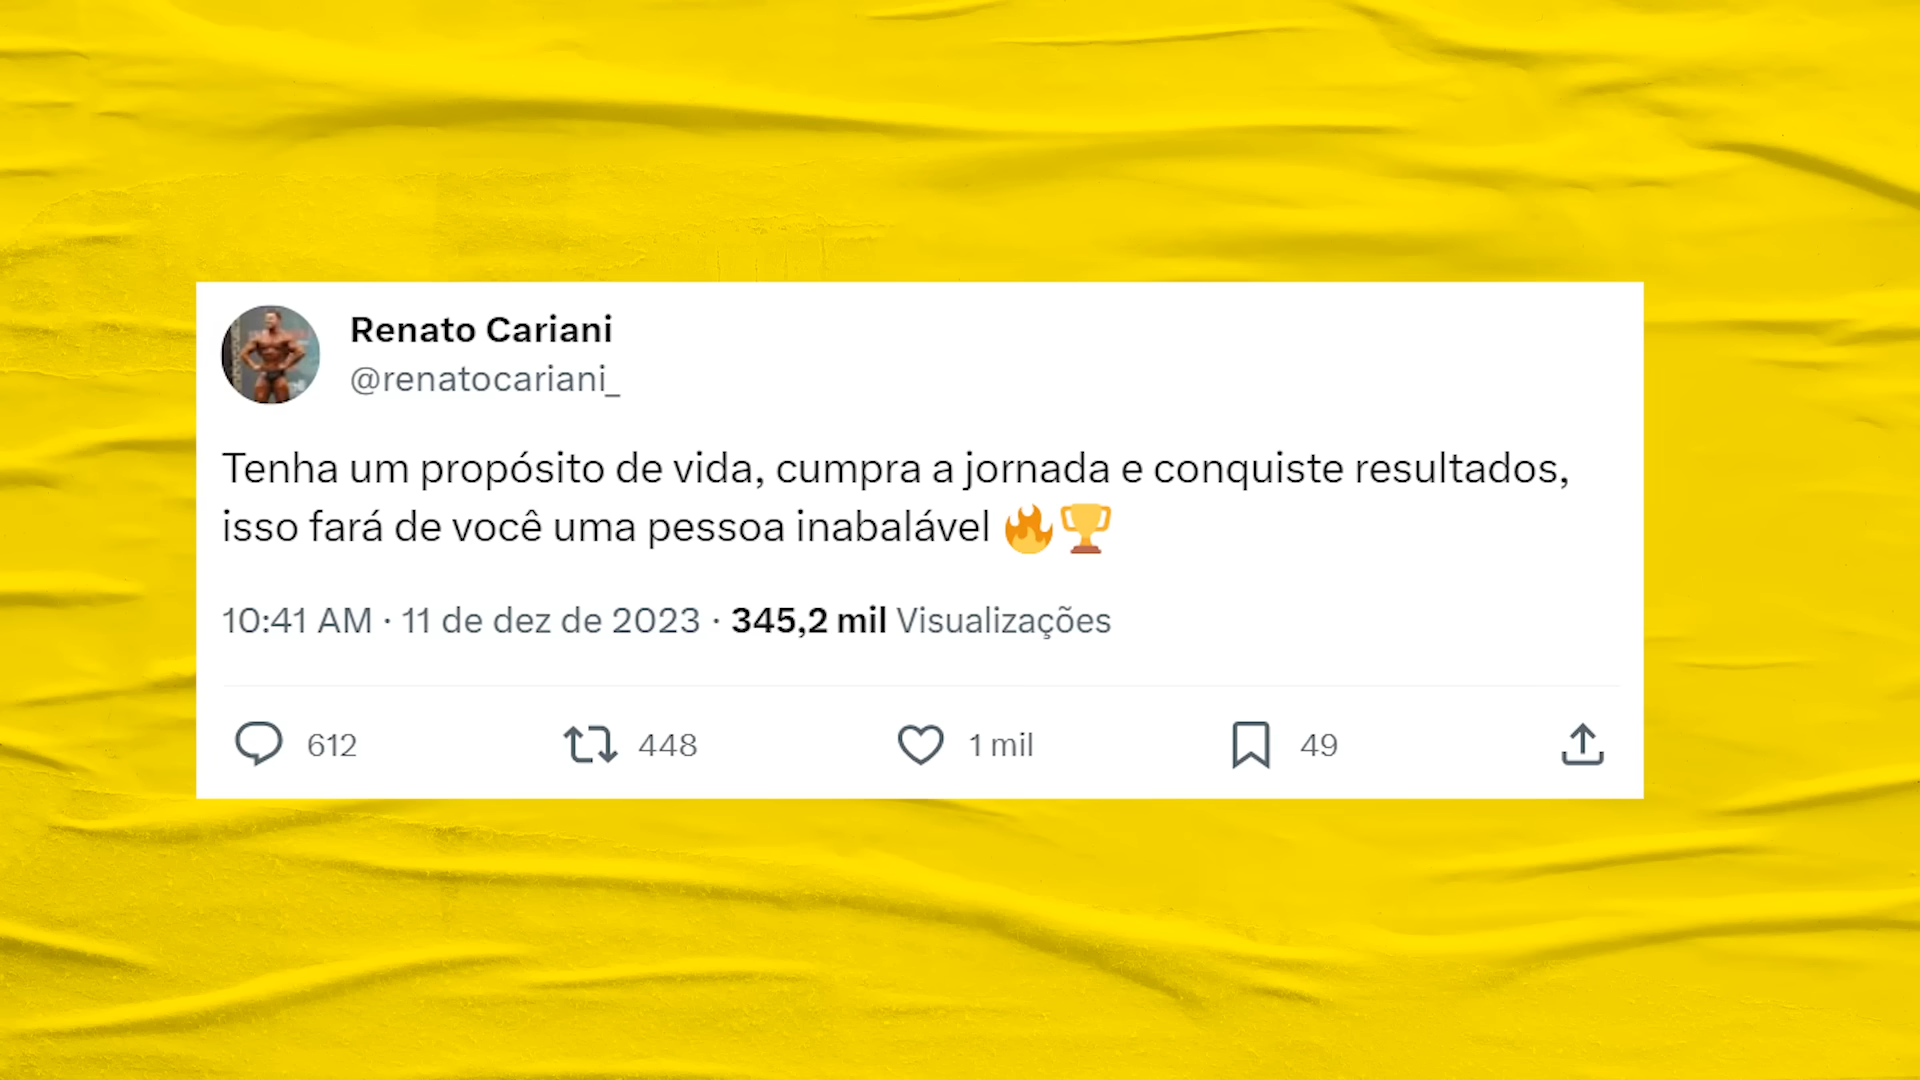 Renato Cariani
@renatocariani_
Tenha um propósito de vida, cumpra a jornada e conquiste resultados,
isso fará de você uma pessoa inabalável 🔥🏆
10:41 AM · 11 de dez de 2023 · 345,2 mil Visualizações
612 448 1 mil 49